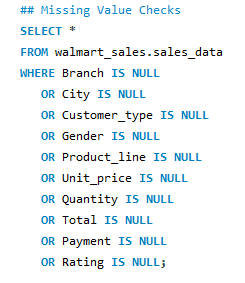 ## Missing Value Checks
SELECT *
FROM walmart_sales.sales_data
WHERE Branch IS NULL
OR City IS NULL
OR Customer_type IS NULL
OR Gender IS NULL
OR Product_line IS NULL
OR Unit_price IS NULL
OR Quantity IS NULL
OR Total IS NULL
OR Payment IS NULL
OR Rating IS NULL;